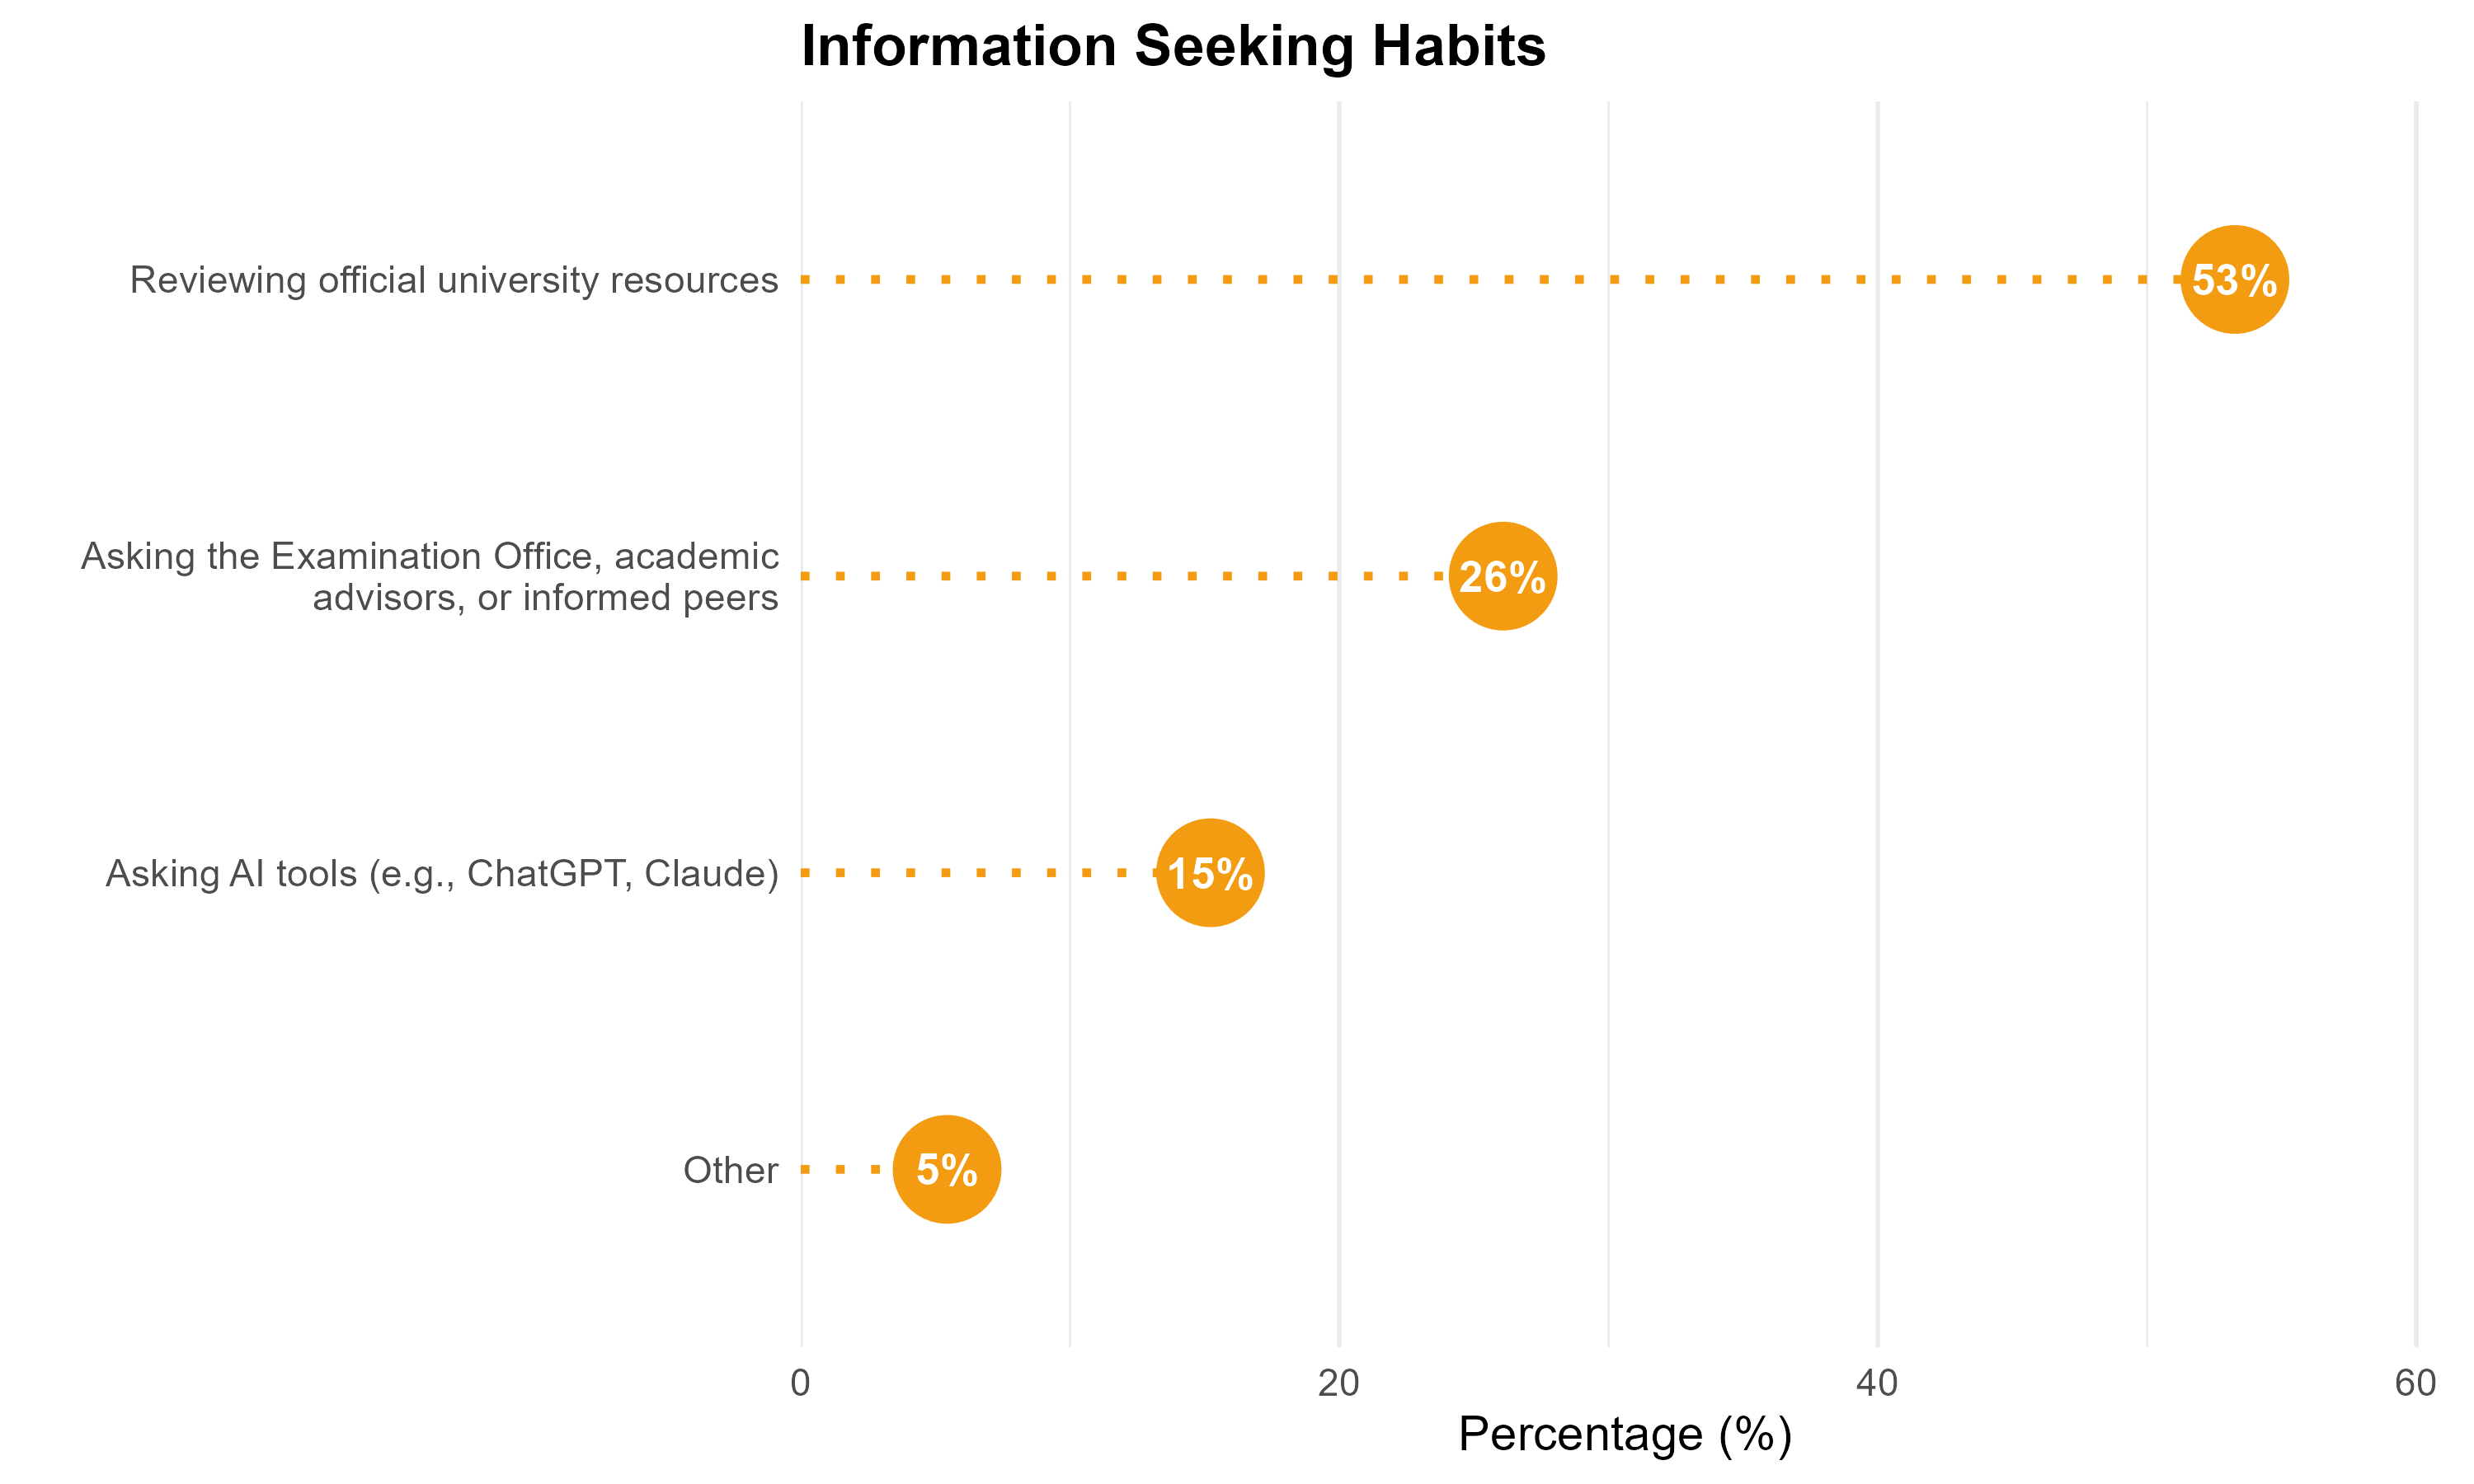 Information Seeking Habits
Reviewing official university resources
53%
Asking the Examination Office, academic
advisors, or informed peers
26%
Asking AI tools (e.g., ChatGPT, Claude)
15%
Other
5%
0 20 40 60
Percentage (%)